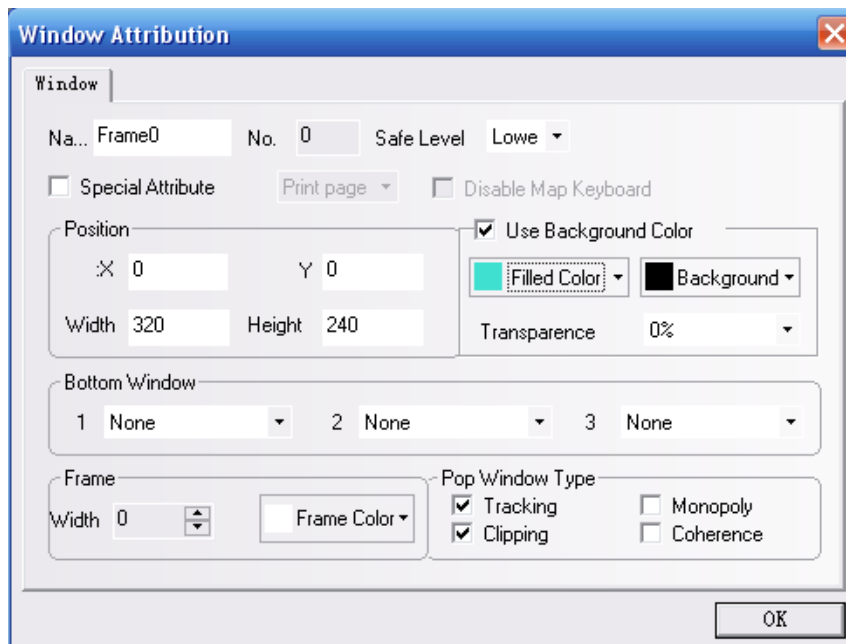 Window Attribution
Window
Na... Frame0 No. 0 Safe Level Lowe
Special Attribute Print page Disable Map Keyboard
Position Use Background Color
:X 0 Y 0
Filled Color Background
Width 320 Height 240 Transparence 0%
Bottom Window
1 None 2 None 3 None
Frame Pop Window Type
Tracking Monopoly
Width 0 Frame Color
Clipping Coherence
OK